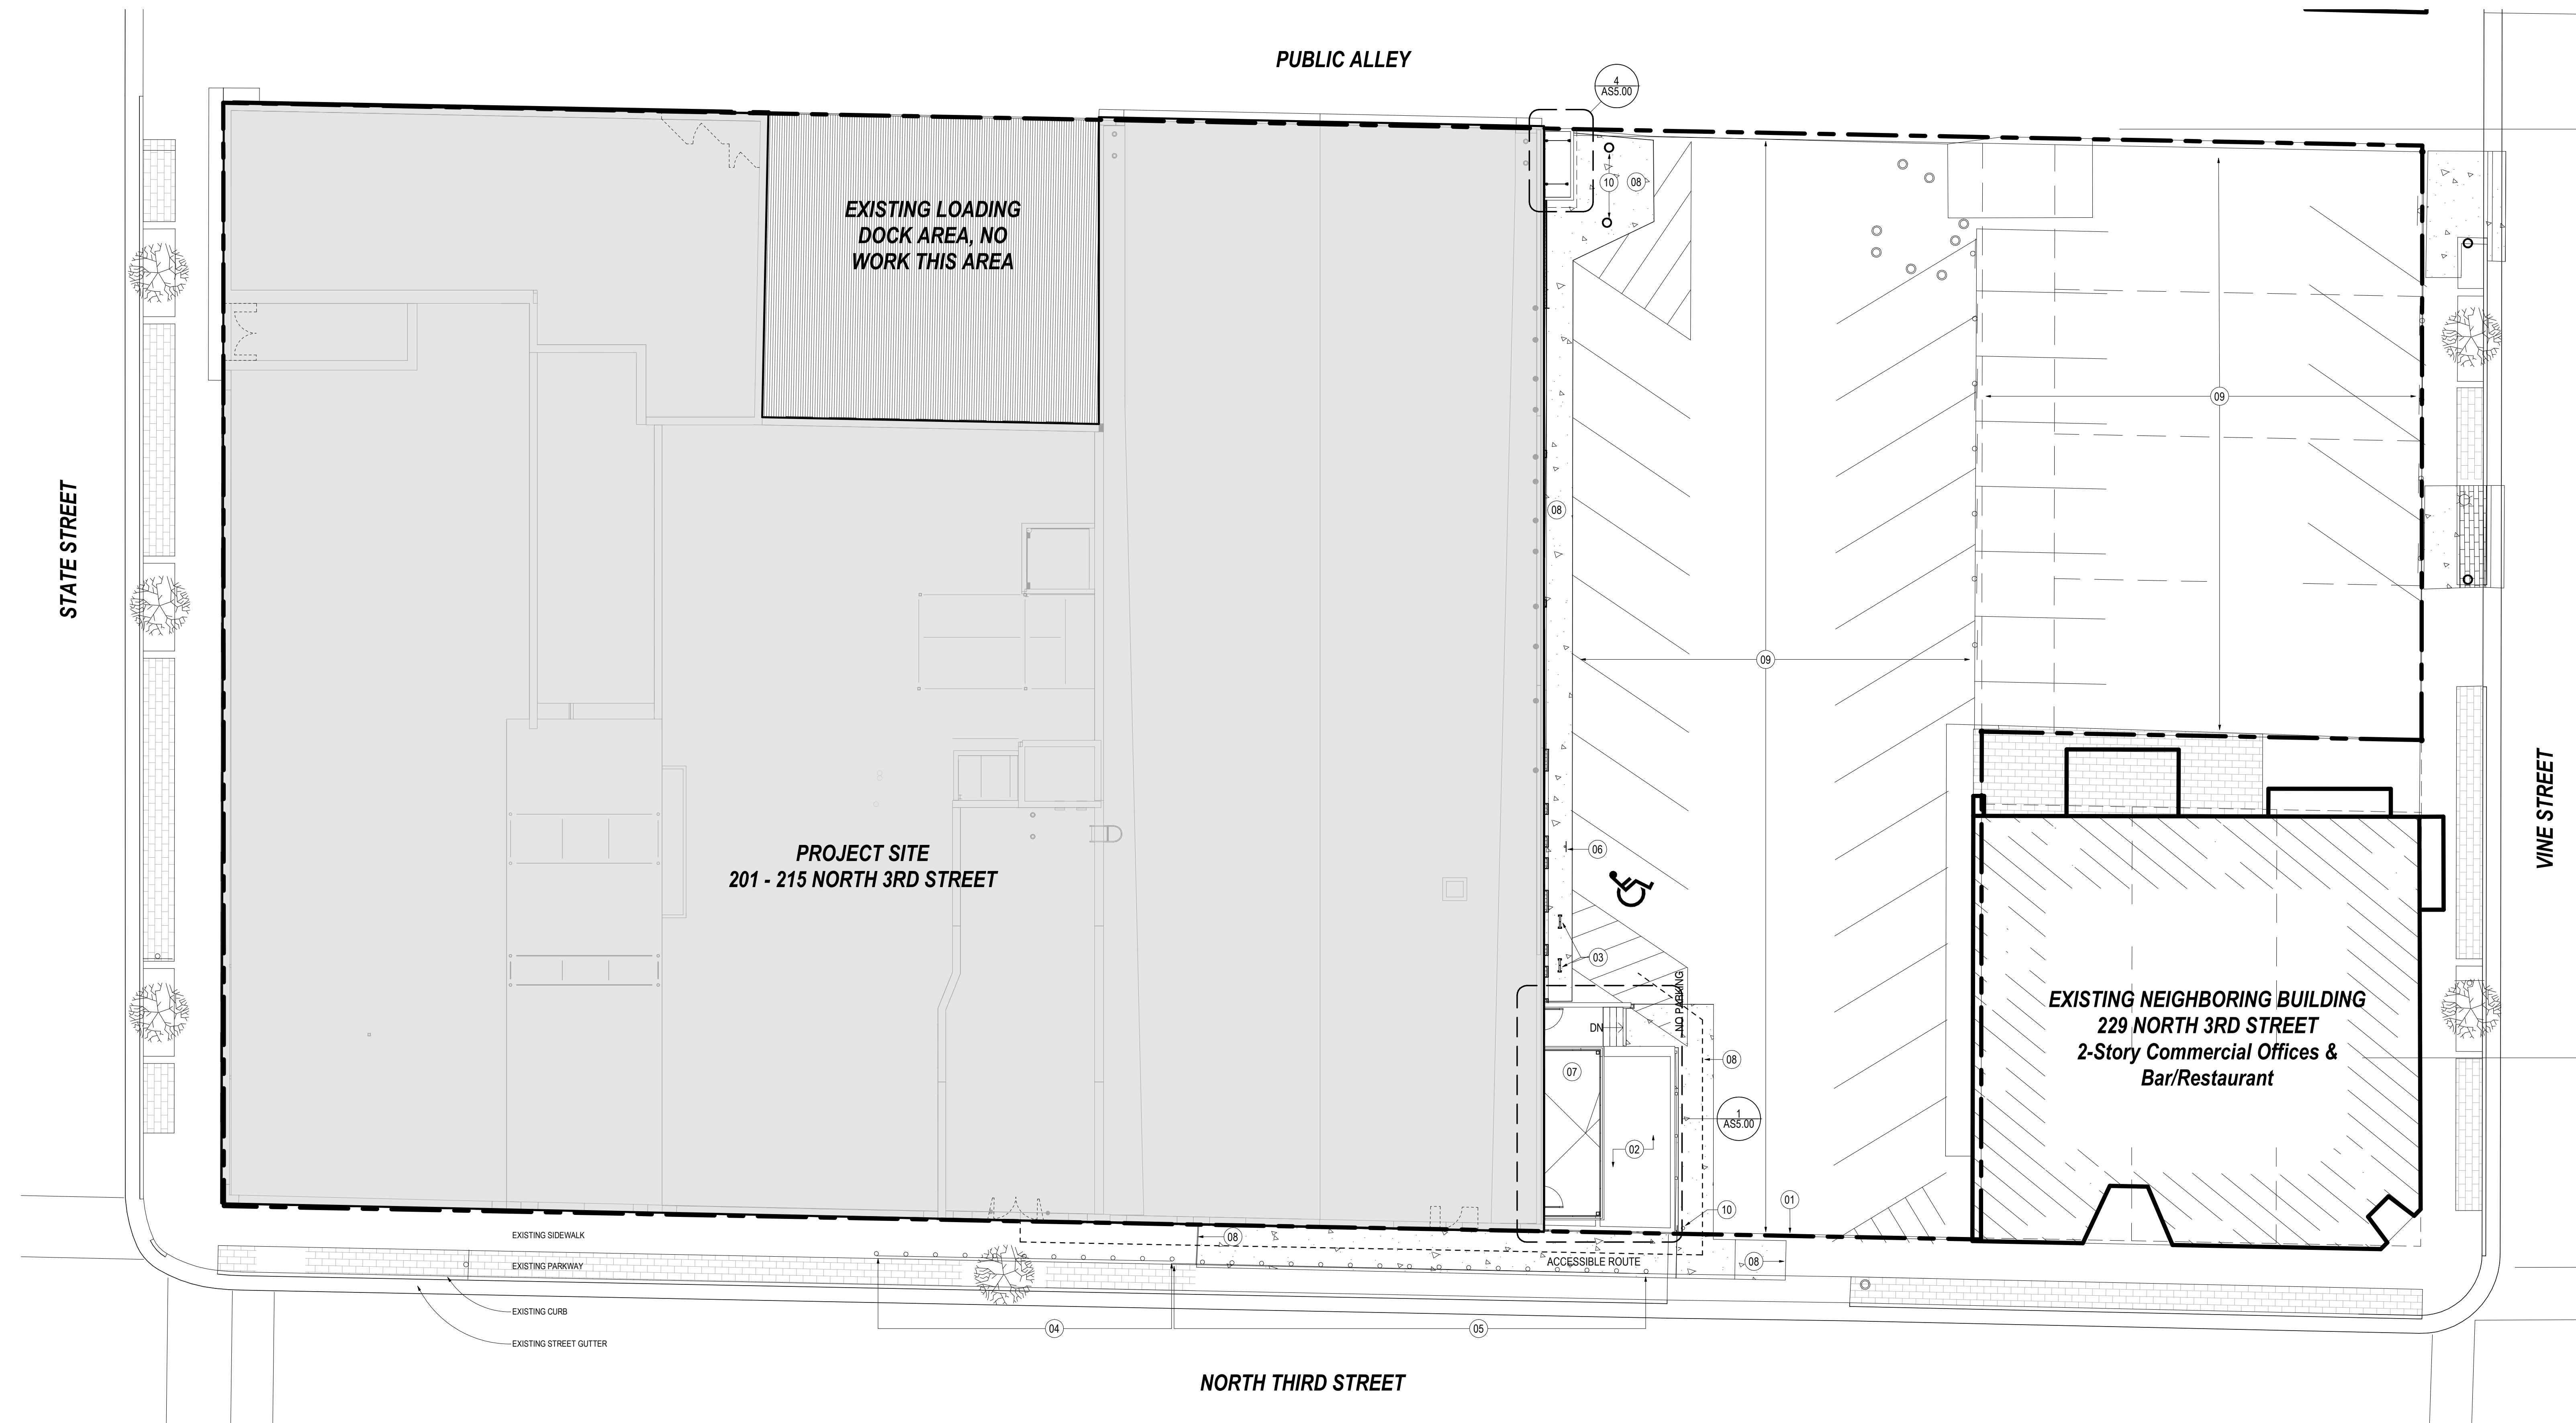 PUBLIC ALLEY
4
AS5.00
10
08
EXISTING LOADING
DOCK AREA, NO
WORK THIS AREA
09
STATE STREET
08
09
VINE STREET
PROJECT SITE
201 - 215 NORTH 3RD STREET
06
03
NO PARKING
EXISTING NEIGHBORING BUILDING
229 NORTH 3RD STREET
2-Story Commercial Offices &
Bar/Restaurant
DN
08
07
1
AS5.00
02
01
10
EXISTING SIDEWALK
08
EXISTING PARKWAY
ACCESSIBLE ROUTE
08
EXISTING CURB
04
05
EXISTING STREET GUTTER
NORTH THIRD STREET